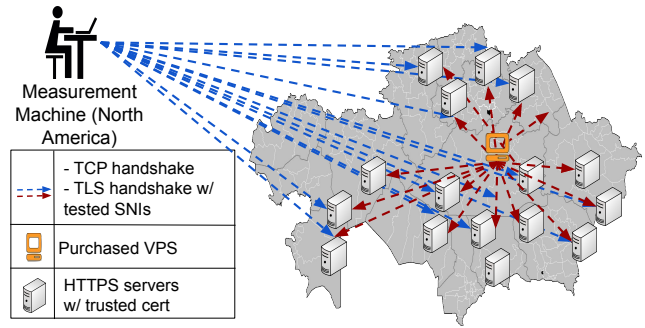 Measurement
Machine (North
America)
- TCP handshake
- TLS handshake w/
tested SNIs
Purchased VPS
HTTPS servers
w/ trusted cert